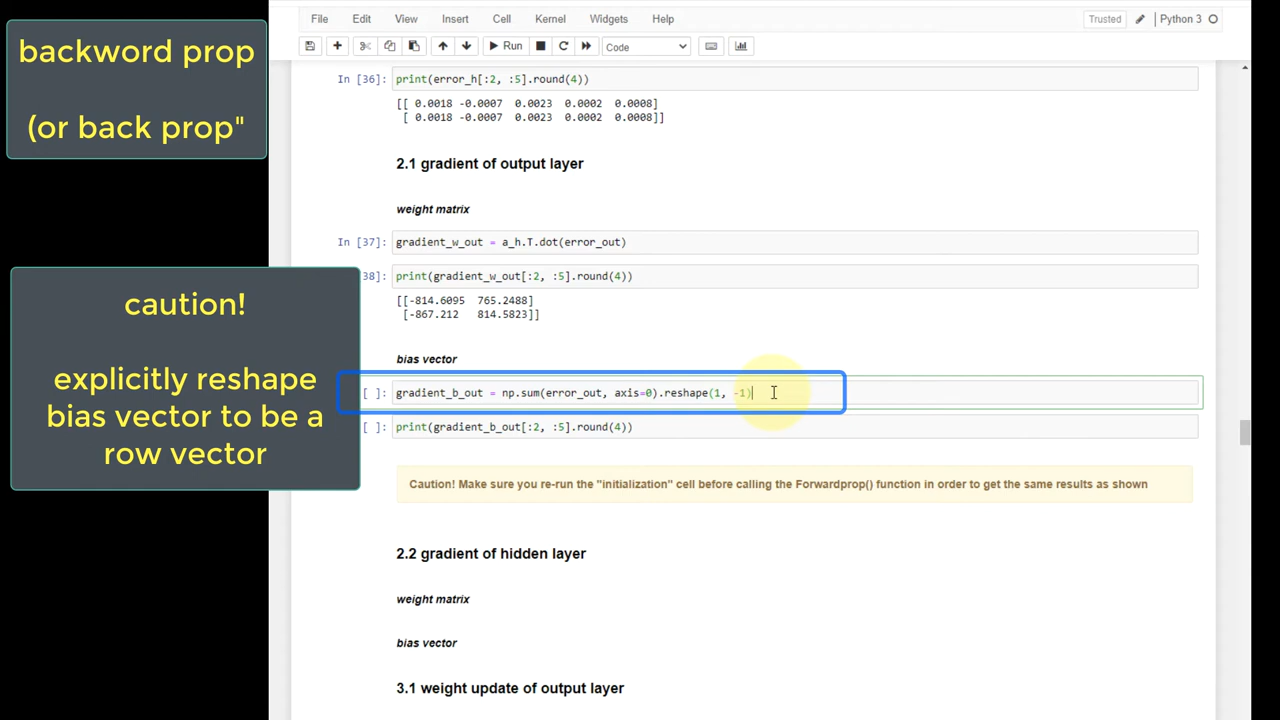 backword prop
(or back prop"
caution!
explicitly reshape
bias vector to be a
row vector
File Edit View Insert Cell Kernel Widgets Help
Trusted Python 3
Run Code
In [36]: print(error_h[:2, :5].round(4))
[[ 0.0018 -0.0007  0.0023  0.0002  0.0008]
[ 0.0018 -0.0007  0.0023  0.0002  0.0008]]
2.1 gradient of output layer
weight matrix
In [37]: gradient_w_out = a_h.T.dot(error_out)
38]: print(gradient_w_out[:2, :5].round(4))
[[-814.6095  765.2488]
[-867.212  814.5823]]
bias vector
[ ]: gradient_b_out = np.sum(error_out, axis=0).reshape(1, -1)
[ ]: print(gradient_b_out[:2, :5].round(4))
Caution! Make sure you re-run the "initialization" cell before calling the Forwardprop() function in order to get the same results as shown
2.2 gradient of hidden layer
weight matrix
bias vector
3.1 weight update of output layer